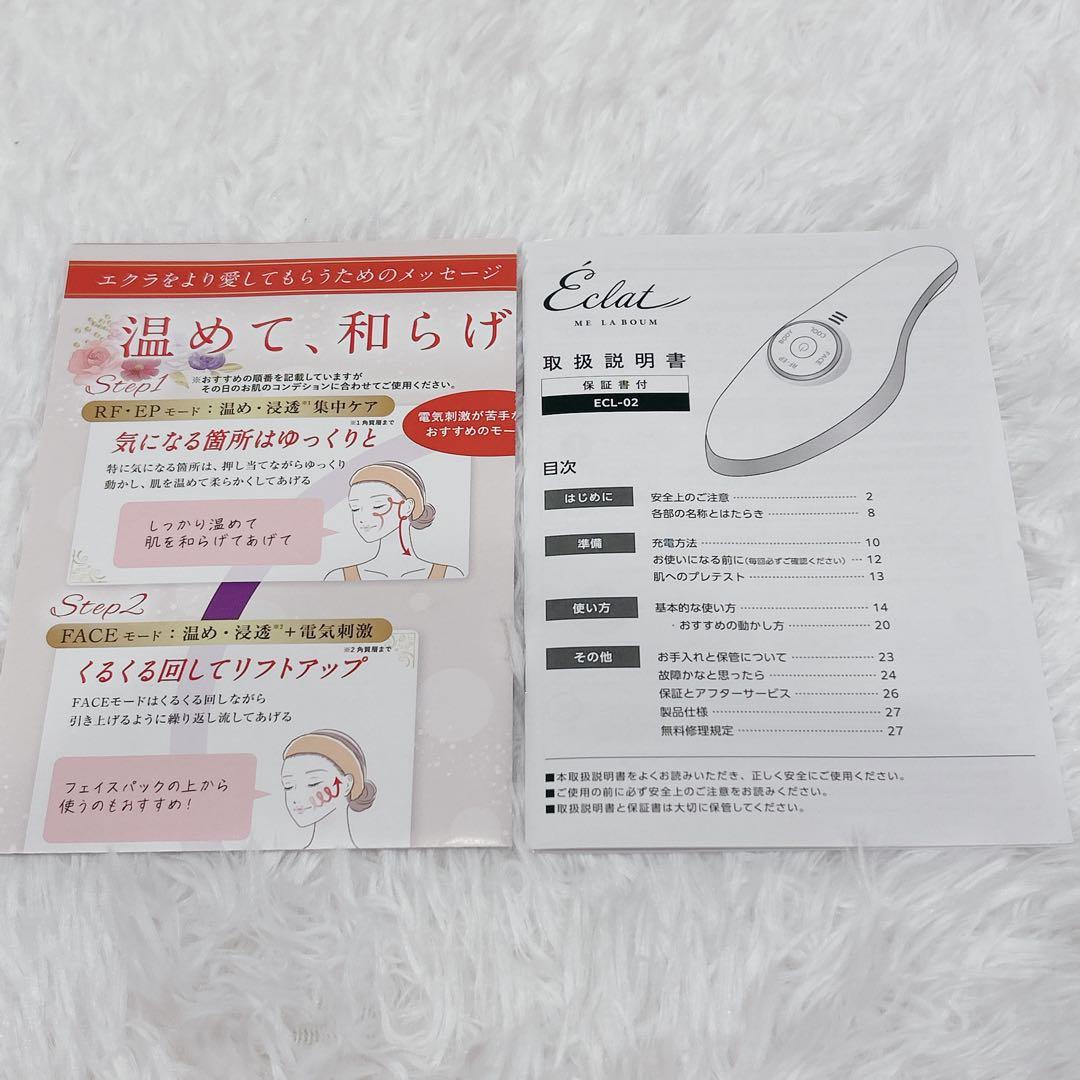 エクラをより愛してもらうためのメッセージ
温めて、和らげ
Step1
※おすすめの順番を記載していますが
その日のお肌のコンデションに合わせてご使用ください。
RF・EPモード：温め・浸透※1集中ケア
※1 角質層まで
電気刺激が苦手
おすすめのモー
気になる箇所はゆっくりと
特に気になる箇所は、押し当てながらゆっくり
動かし、肌を温めて柔らかくしてあげる
しっかり温めて
肌を和らげてあげて
Step2
FACEモード：温め・浸透※2＋電気刺激
※2 角質層まで
くるくる回してリフトアップ
FACEモードはくるくる回しながら
引き上げるように繰り返し流してあげる
フェイスパックの上から
使うのもおすすめ！
Éclat
ME LABOUM
BODY
COOL
RF・EP
FACE
取扱説明書
保証書付
ECL-02
目次
はじめに
安全上のご注意 2
各部の名称とはたらき 8
準備
充電方法 10
お使いになる前に(毎回必ずご確認ください) 12
肌へのプレテスト 13
使い方
基本的な使い方 14
・おすすめの動かし方 20
その他
お手入れと保管について 23
故障かなと思ったら 24
保証とアフターサービス 26
製品仕様 27
無料修理規定 27
■本取扱説明書をよくお読みいただき、正しく安全にご使用ください。
■ご使用の前に必ず安全上のご注意をお読みください。
■取扱説明書と保証書は大切に保管してください。